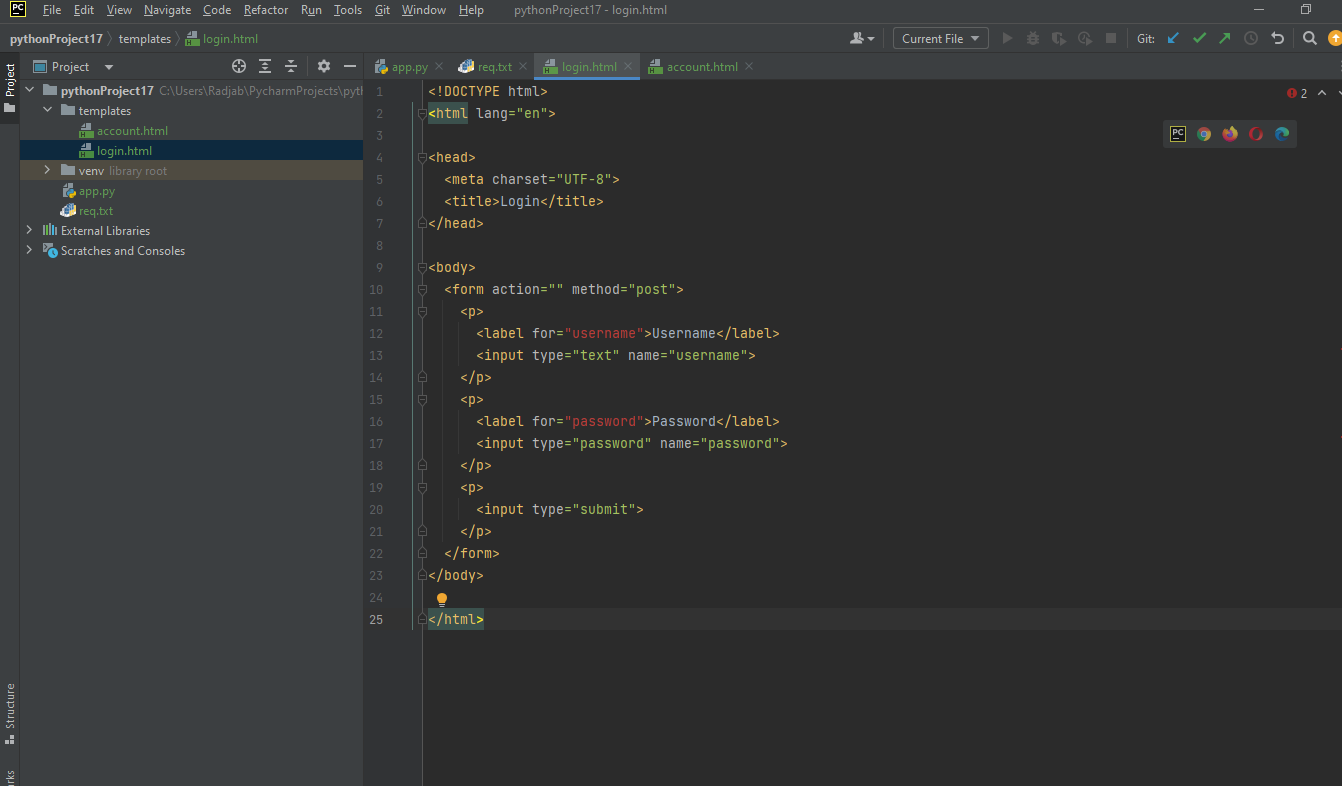 PC File Edit View Navigate Code Refactor Run Tools Git Window Help pythonProject17 - login.html
pythonProject17 templates login.html Current File Git:
Project
Project
app.py req.txt login.html account.html
pythonProject17 C:\Users\Radjab\PycharmProjects\pyth
templates
account.html
login.html
venv library root
app.py
req.txt
External Libraries
Scratches and Consoles
2
PC
1 <!DOCTYPE html>
2 <html lang="en">
3
4 <head>
5 <meta charset="UTF-8">
6 <title>Login</title>
7 </head>
8
9 <body>
10 <form action="" method="post">
11 <p>
12 <label for="username">Username</label>
13 <input type="text" name="username">
14 </p>
15 <p>
16 <label for="password">Password</label>
17 <input type="password" name="password">
18 </p>
19 <p>
20 <input type="submit">
21 </p>
22 </form>
23 </body>
24
25 </html>
Structure